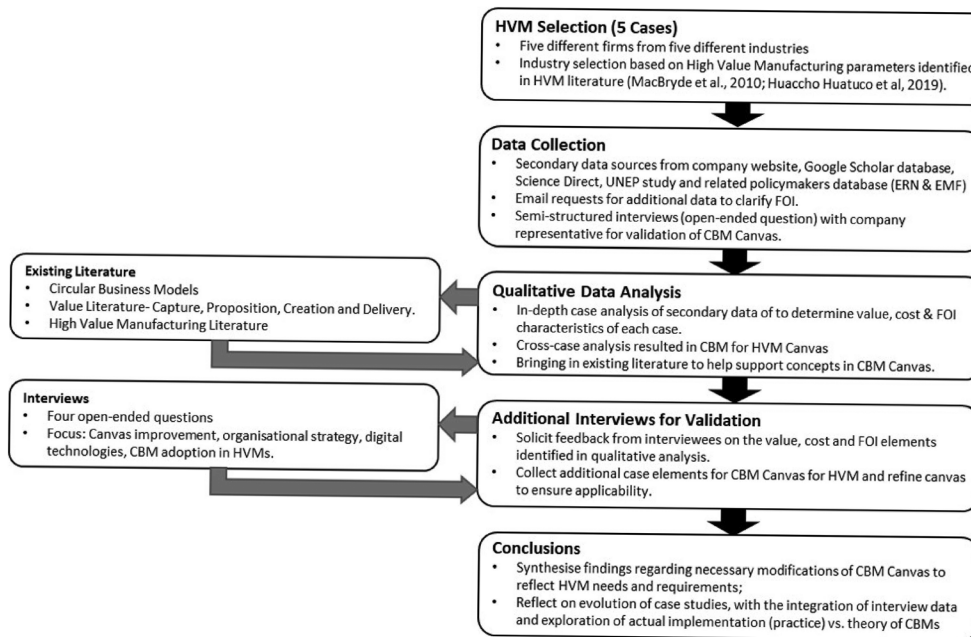 HVM Selection (5 Cases)
• Five different firms from five different industries
• Industry selection based on High Value Manufacturing parameters identified
in HVM literature (MacBryde et al., 2010; Huaccho Huatuco et al, 2019).
Data Collection
• Secondary data sources from company website, Google Scholar database,
Science Direct, UNEP study and related policymakers database (ERN & EMF)
• Email requests for additional data to clarify FOI.
• Semi-structured interviews (open-ended question) with company
representative for validation of CBM Canvas.
Existing Literature
• Circular Business Models
• Value Literature- Capture, Proposition, Creation and Delivery.
• High Value Manufacturing Literature
Qualitative Data Analysis
• In-depth case analysis of secondary data of to determine value, cost & FOI
characteristics of each case.
• Cross-case analysis resulted in CBM for HVM Canvas
• Bringing in existing literature to help support concepts in CBM Canvas.
Interviews
• Four open-ended questions
• Focus: Canvas improvement, organisational strategy, digital
technologies, CBM adoption in HVMs.
Additional Interviews for Validation
• Solicit feedback from interviewees on the value, cost and FOI elements
identified in qualitative analysis.
• Collect additional case elements for CBM Canvas for HVM and refine canvas
to ensure applicability.
Conclusions
• Synthesise findings regarding necessary modifications of CBM Canvas to
reflect HVM needs and requirements;
• Reflect on evolution of case studies, with the integration of interview data
and exploration of actual implementation (practice) vs. theory of CBMs